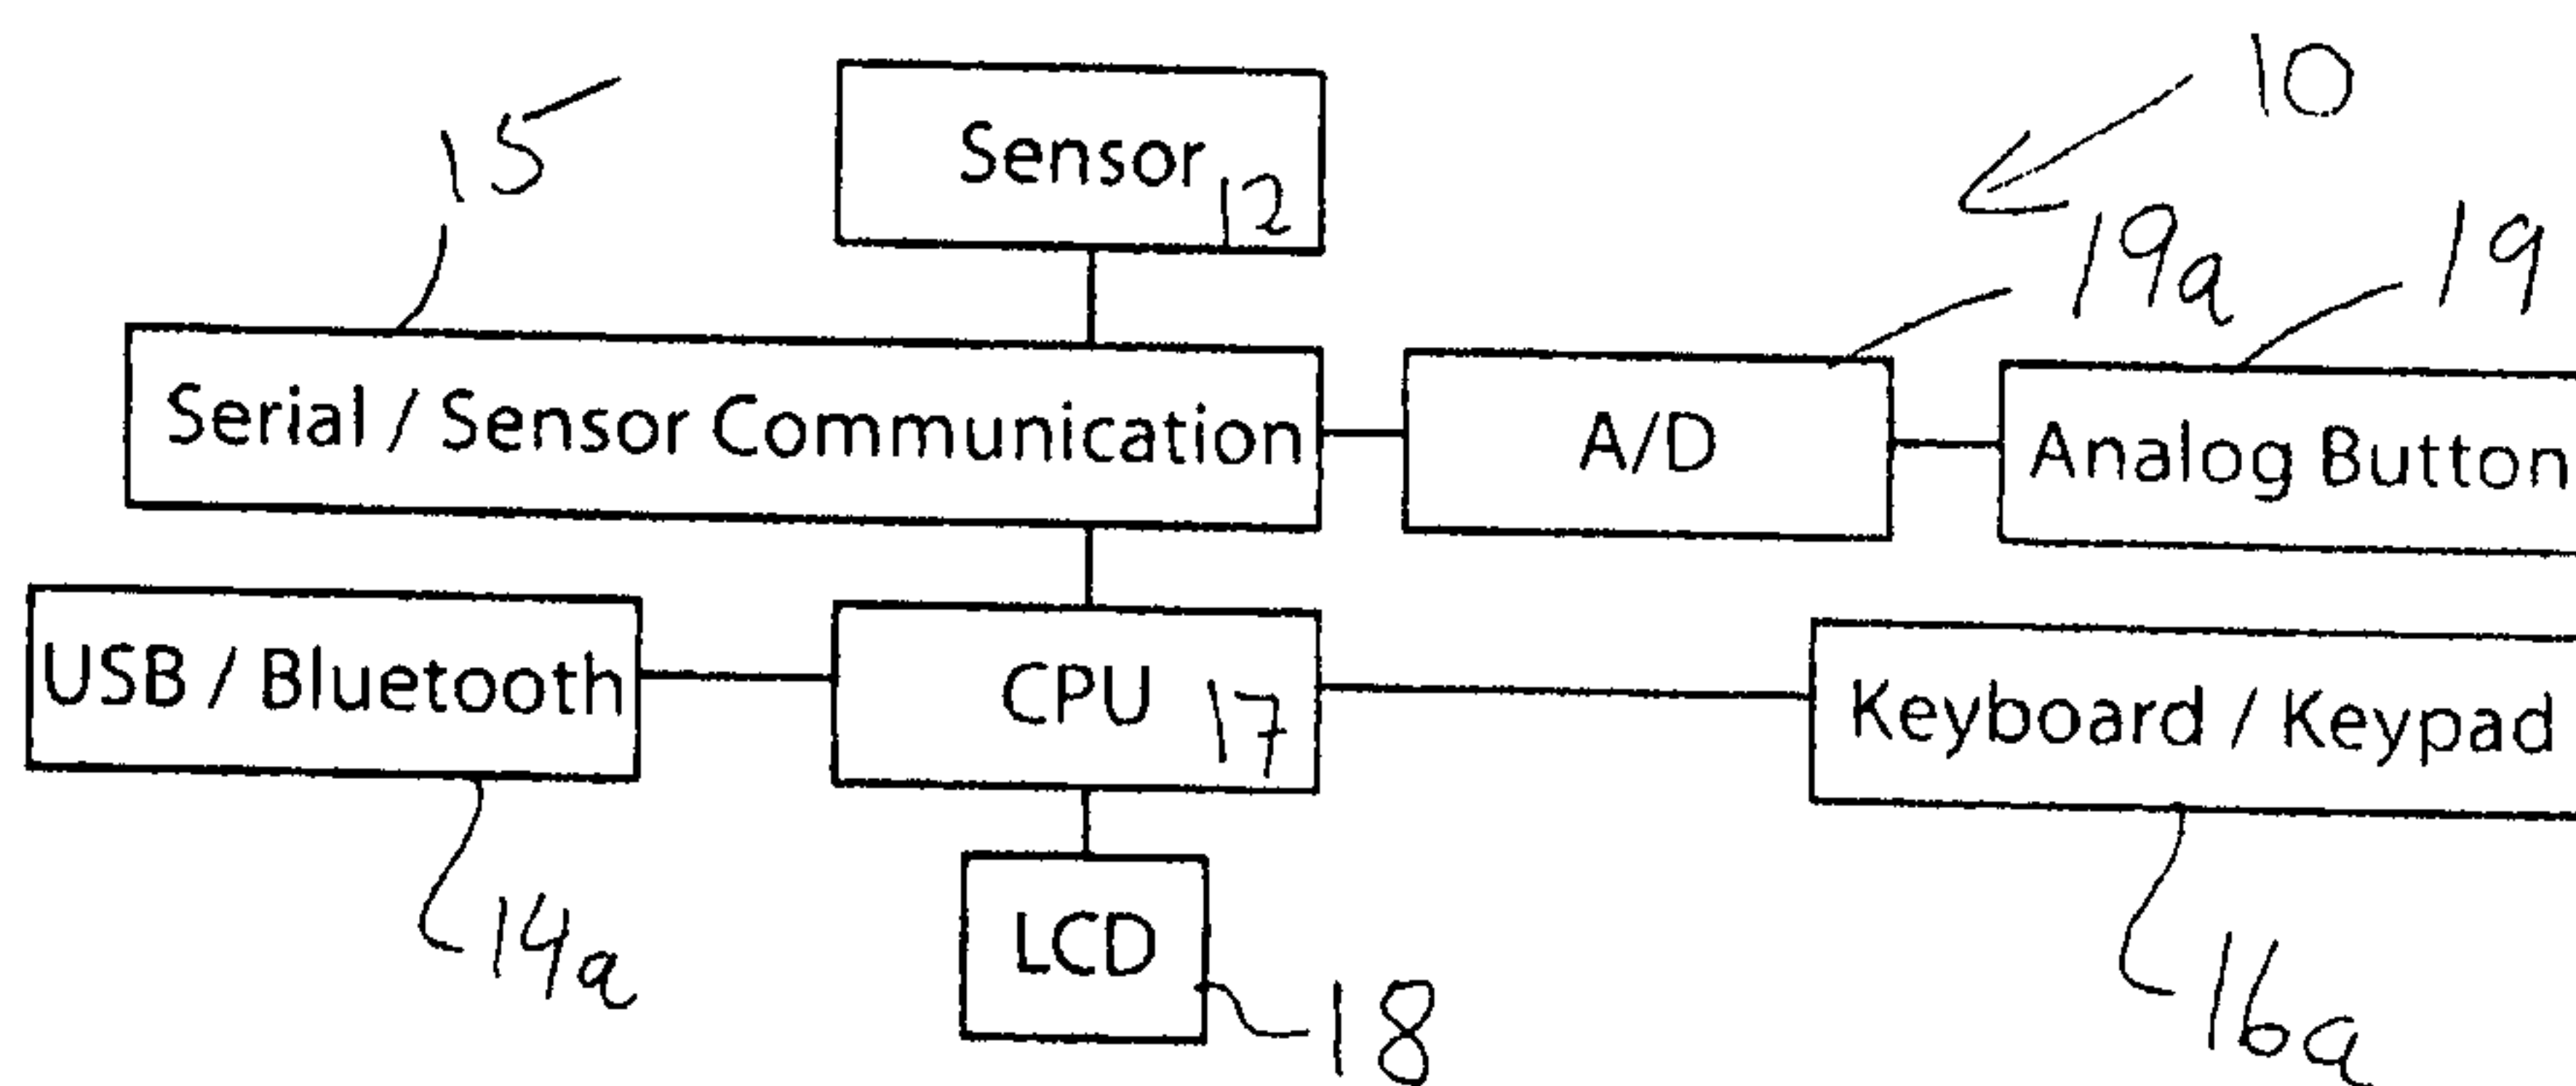 10
15
Sensor 12
19a
19
Serial / Sensor Communication
A/D
Analog Button
USB / Bluetooth
CPU 17
Keyboard / Keypad
14a
LCD
18
16a